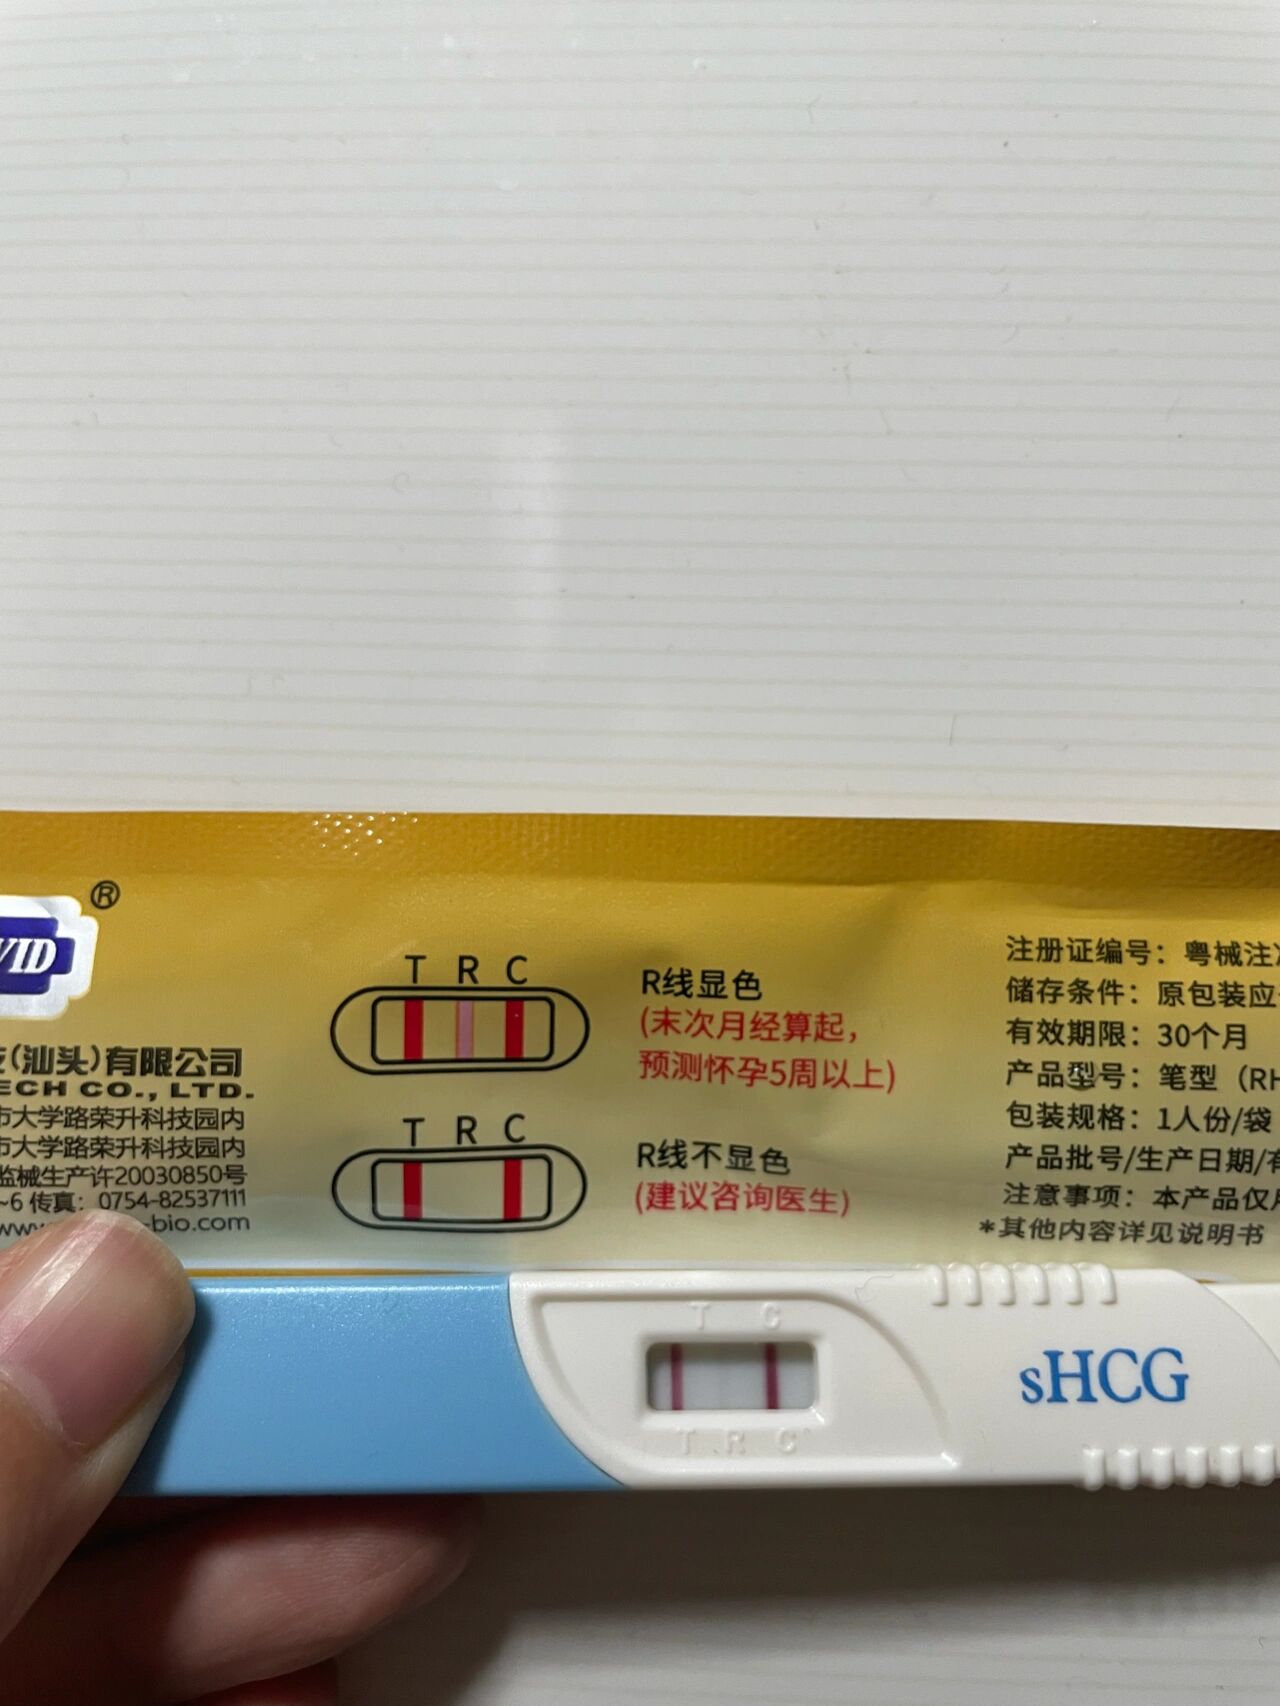 ®
VID
T R C
R线显色
(末次月经算起，
预测怀孕5周以上)
T R C
R线不显色
(建议咨询医生)
(汕头)有限公司
ECH CO., LTD.
市大学路荣升科技园内
市大学路荣升科技园内
监械生产许20030850号
~6 传真：0754-82537111
-bio.com
注册证编号：粤械注
储存条件：原包装应
有效期限：30个月
产品型号：笔型（RH
包装规格：1人份/袋
产品批号/生产日期/有
注意事项：本产品仅
*其他内容详见说明书
T C
T R C
sHCG